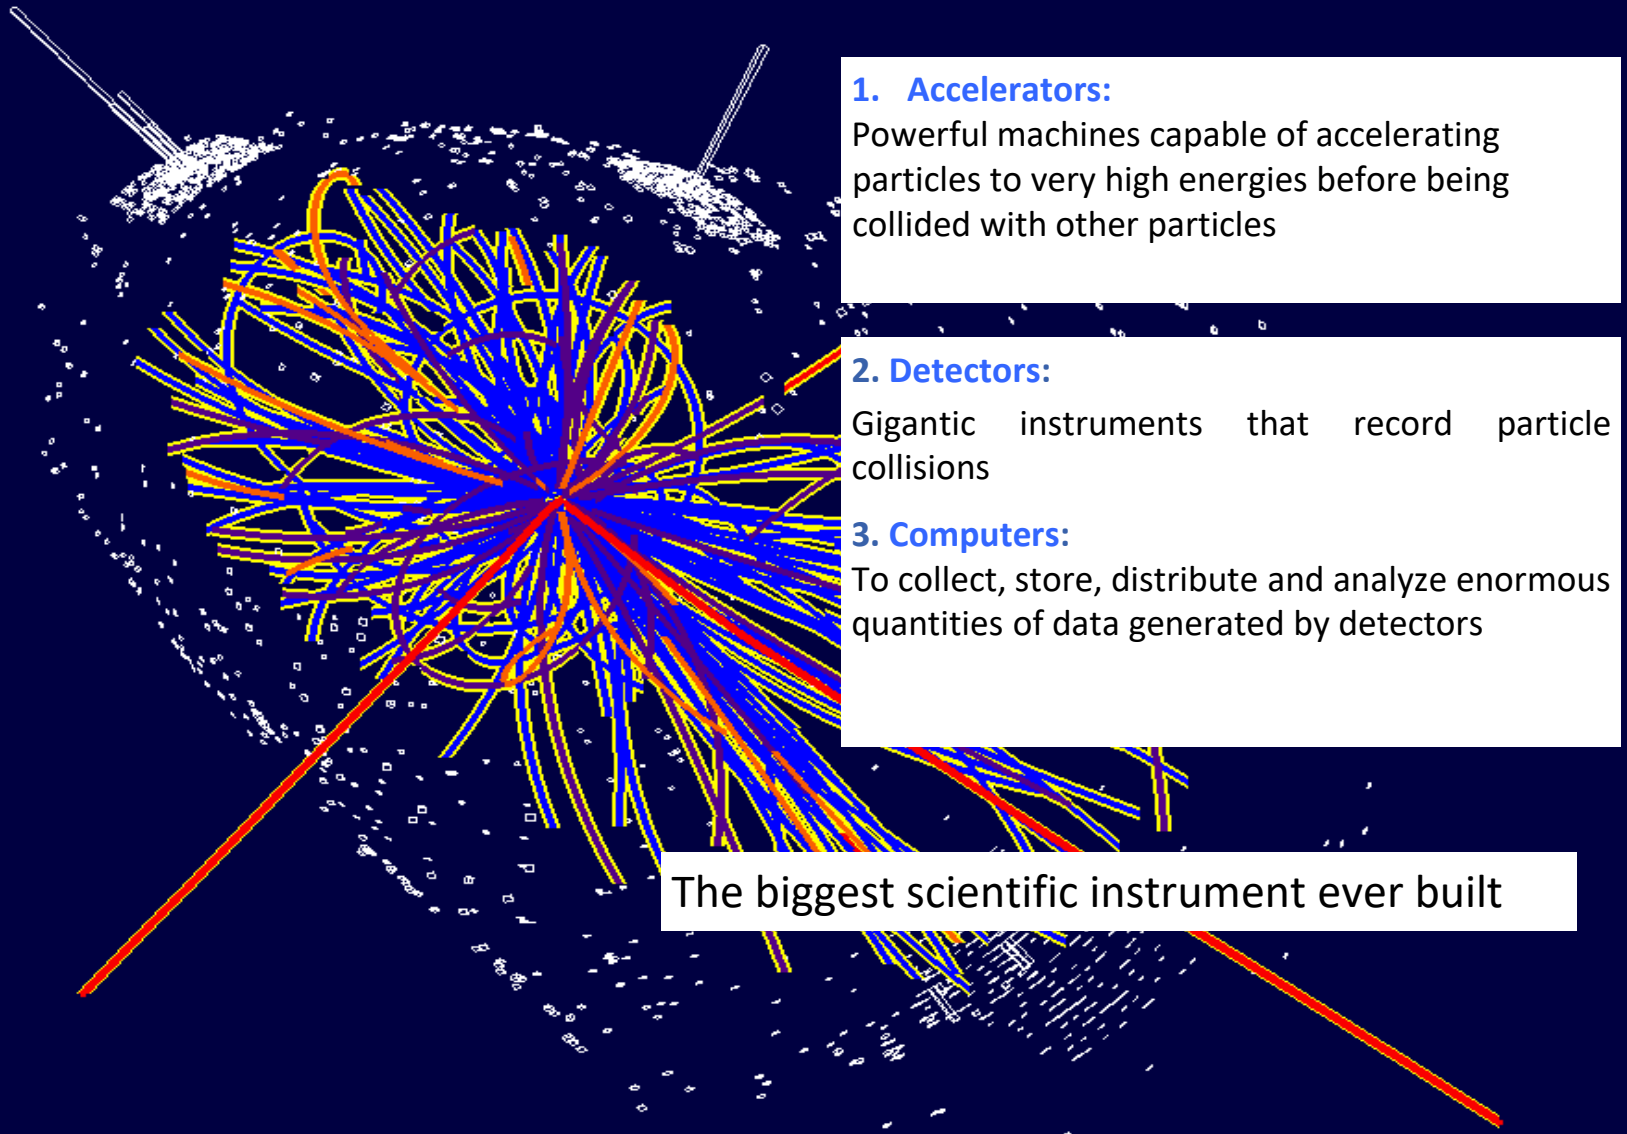 1. Accelerators:
Powerful machines capable of accelerating
particles to very high energies before being
collided with other particles
2. Detectors:
Gigantic instruments that record particle
collisions
3. Computers:
To collect, store, distribute and analyze enormous
quantities of data generated by detectors
The biggest scientific instrument ever built